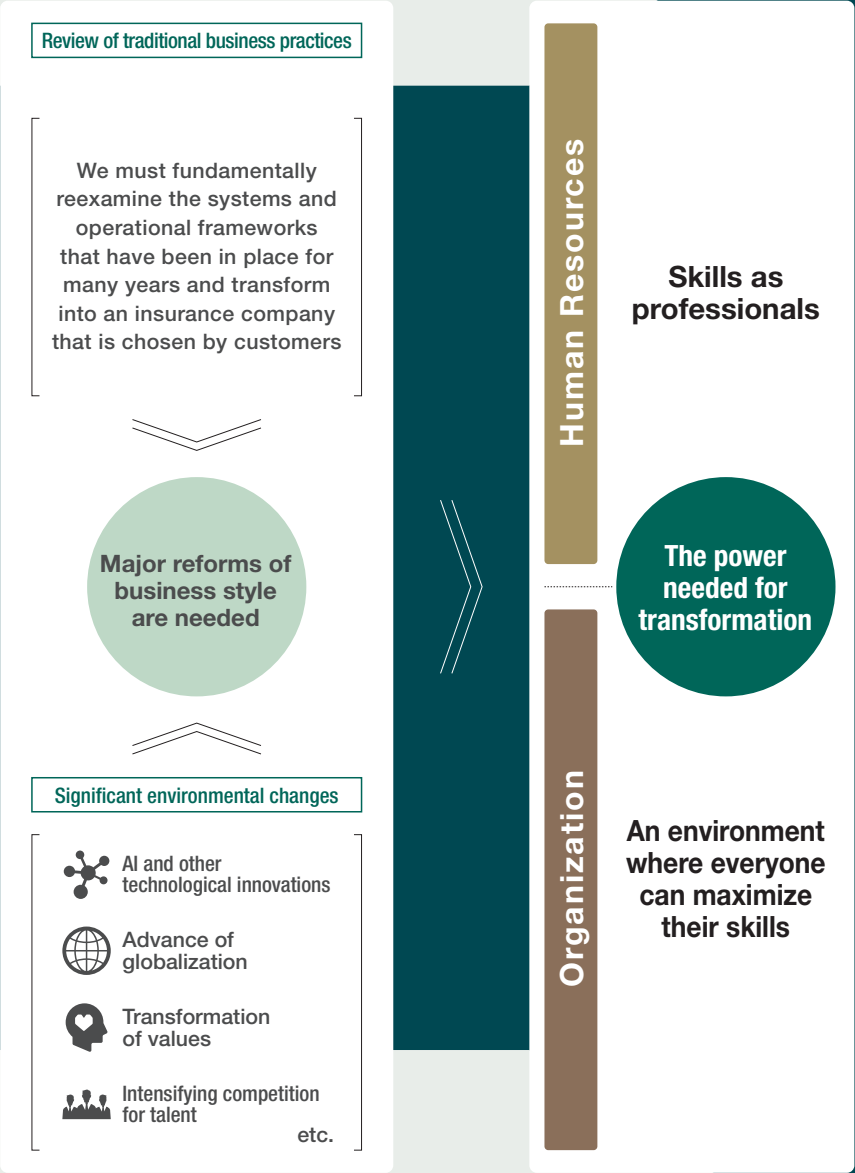 Review of traditional business practices
We must fundamentally
reexamine the systems and
operational frameworks
that have been in place for
many years and transform
into an insurance company
that is chosen by customers
Major reforms of
business style
are needed
Significant environmental changes
AI and other
technological innovations
Advance of
globalization
Transformation
of values
Intensifying competition
for talent
etc.
Human Resources
Skills as
professionals
The power
needed for
transformation
Organization
An environment
where everyone
can maximize
their skills